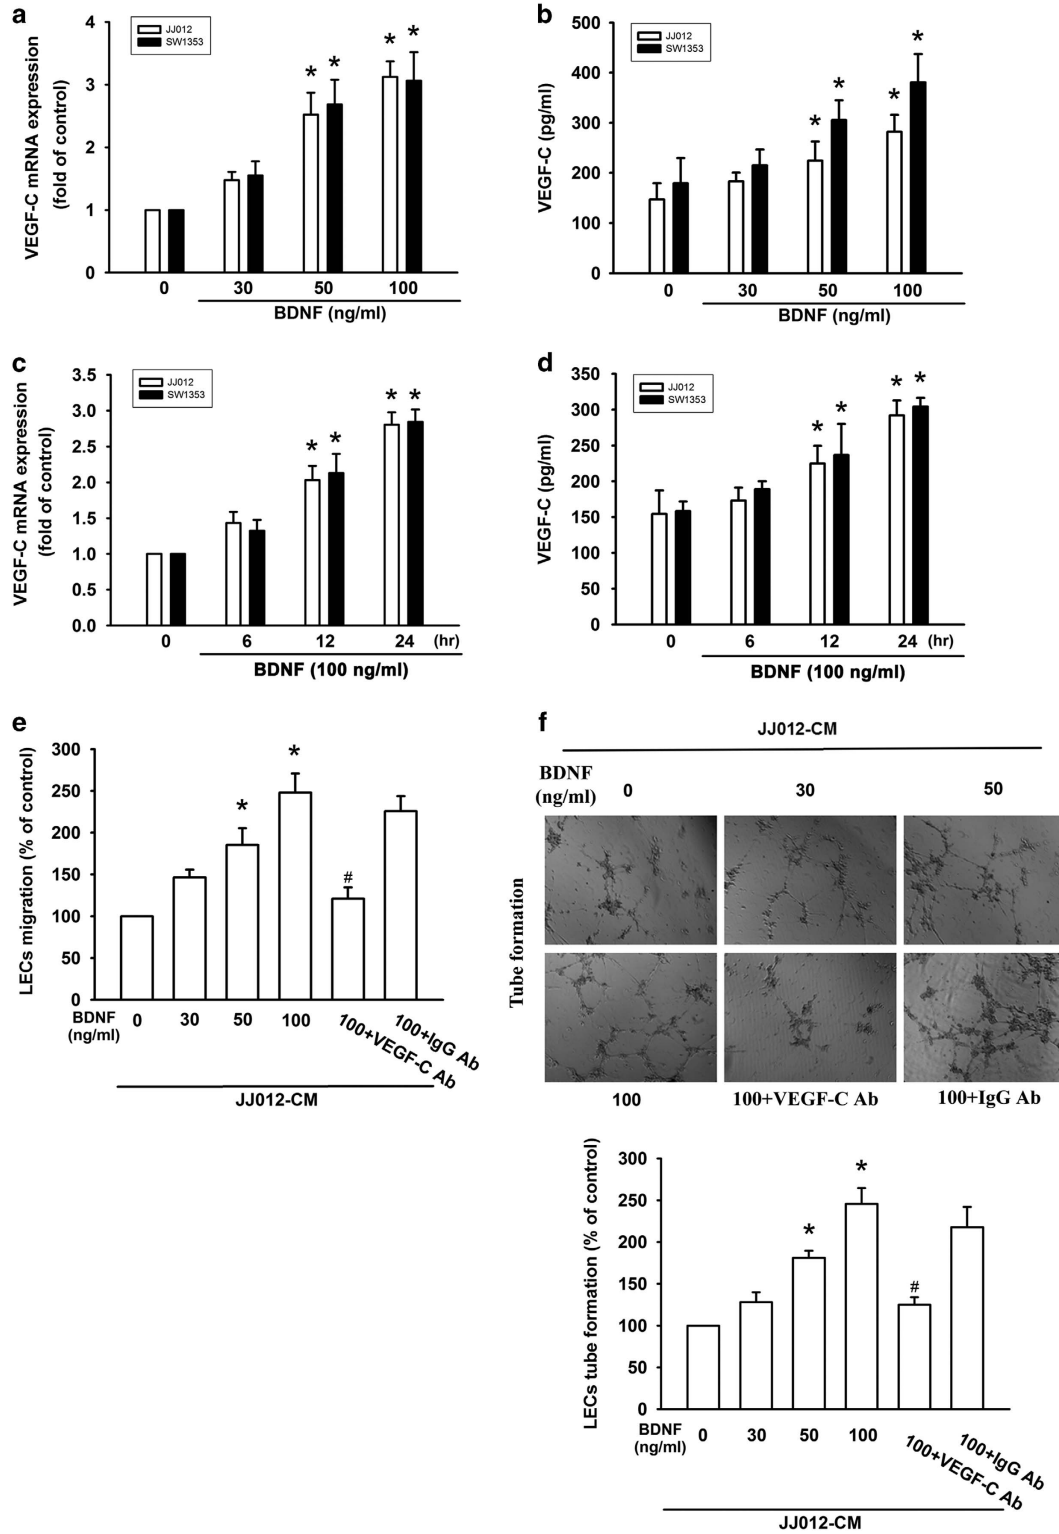 a
VEGF-C mRNA expression
(fold of control)
4
3
2
1
0
JJ012
SW1353
* * * *
0 30 50 100
BDNF (ng/ml)
b
VEGF-C (pg/ml)
500
400
300
200
100
0
JJ012
SW1353
* * * *
0 30 50 100
BDNF (ng/ml)
c
VEGF-C mRNA expression
(fold of control)
3.5
3.0
2.5
2.0
1.5
1.0
0.5
0.0
JJ012
SW1353
* * * *
0 6 12 24 (hr)
BDNF (100 ng/ml)
d
VEGF-C (pg/ml)
350
300
250
200
150
100
50
0
JJ012
SW1353
* * * *
0 6 12 24 (hr)
BDNF (100 ng/ml)
e
LECs migration (% of control)
300
250
200
150
100
50
0
* * #
BDNF
(ng/ml)
0 30 50 100 100+VEGF-C Ab 100+IgG Ab
JJ012-CM
f
JJ012-CM
BDNF
(ng/ml)
0 30 50
Tube formation
100 100+VEGF-C Ab 100+IgG Ab
LECs tube formation (% of control)
300
250
200
150
100
50
0
* * #
BDNF
(ng/ml)
0 30 50 100 100+VEGF-C Ab 100+IgG Ab
JJ012-CM